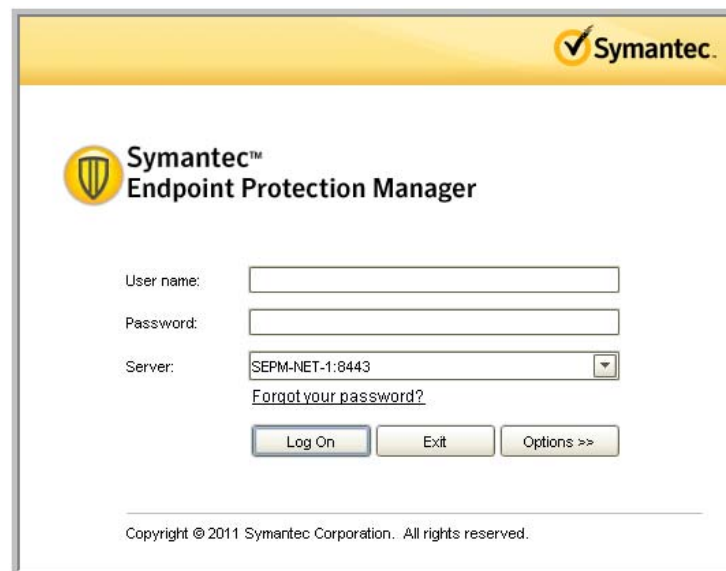 Symantec.
Symantec™
Endpoint Protection Manager
User name:
Password:
Server: SEPM-NET-1:8443
Forgot your password?
Log On Exit Options >>
Copyright © 2011 Symantec Corporation. All rights reserved.